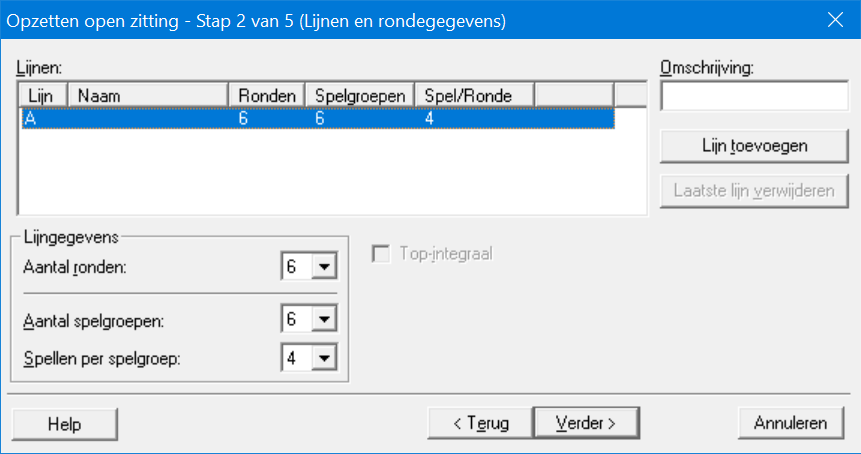 Opzetten open zitting - Stap 2 van 5 (Lijnen en rondegegevens)
Lijnen:
Omschrijving:
Lijn Naam Ronden Spelgroepen Spel/Ronde
A 6 6 4
Lijn toevoegen
Laatste lijn verwijderen
Lijngegevens
Aantal ronden: 6
Top-integraal
Aantal spelgroepen: 6
Spellen per spelgroep: 4
Help < Terug Verder > Annuleren